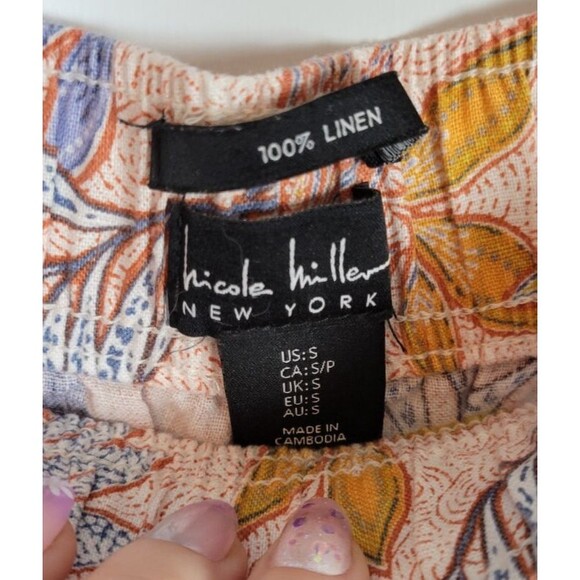 100% LINEN
nicole miller
NEW YORK
US: S
CA: S/P
UK: S
EU: S
AU: S
MADE IN
CAMBODIA